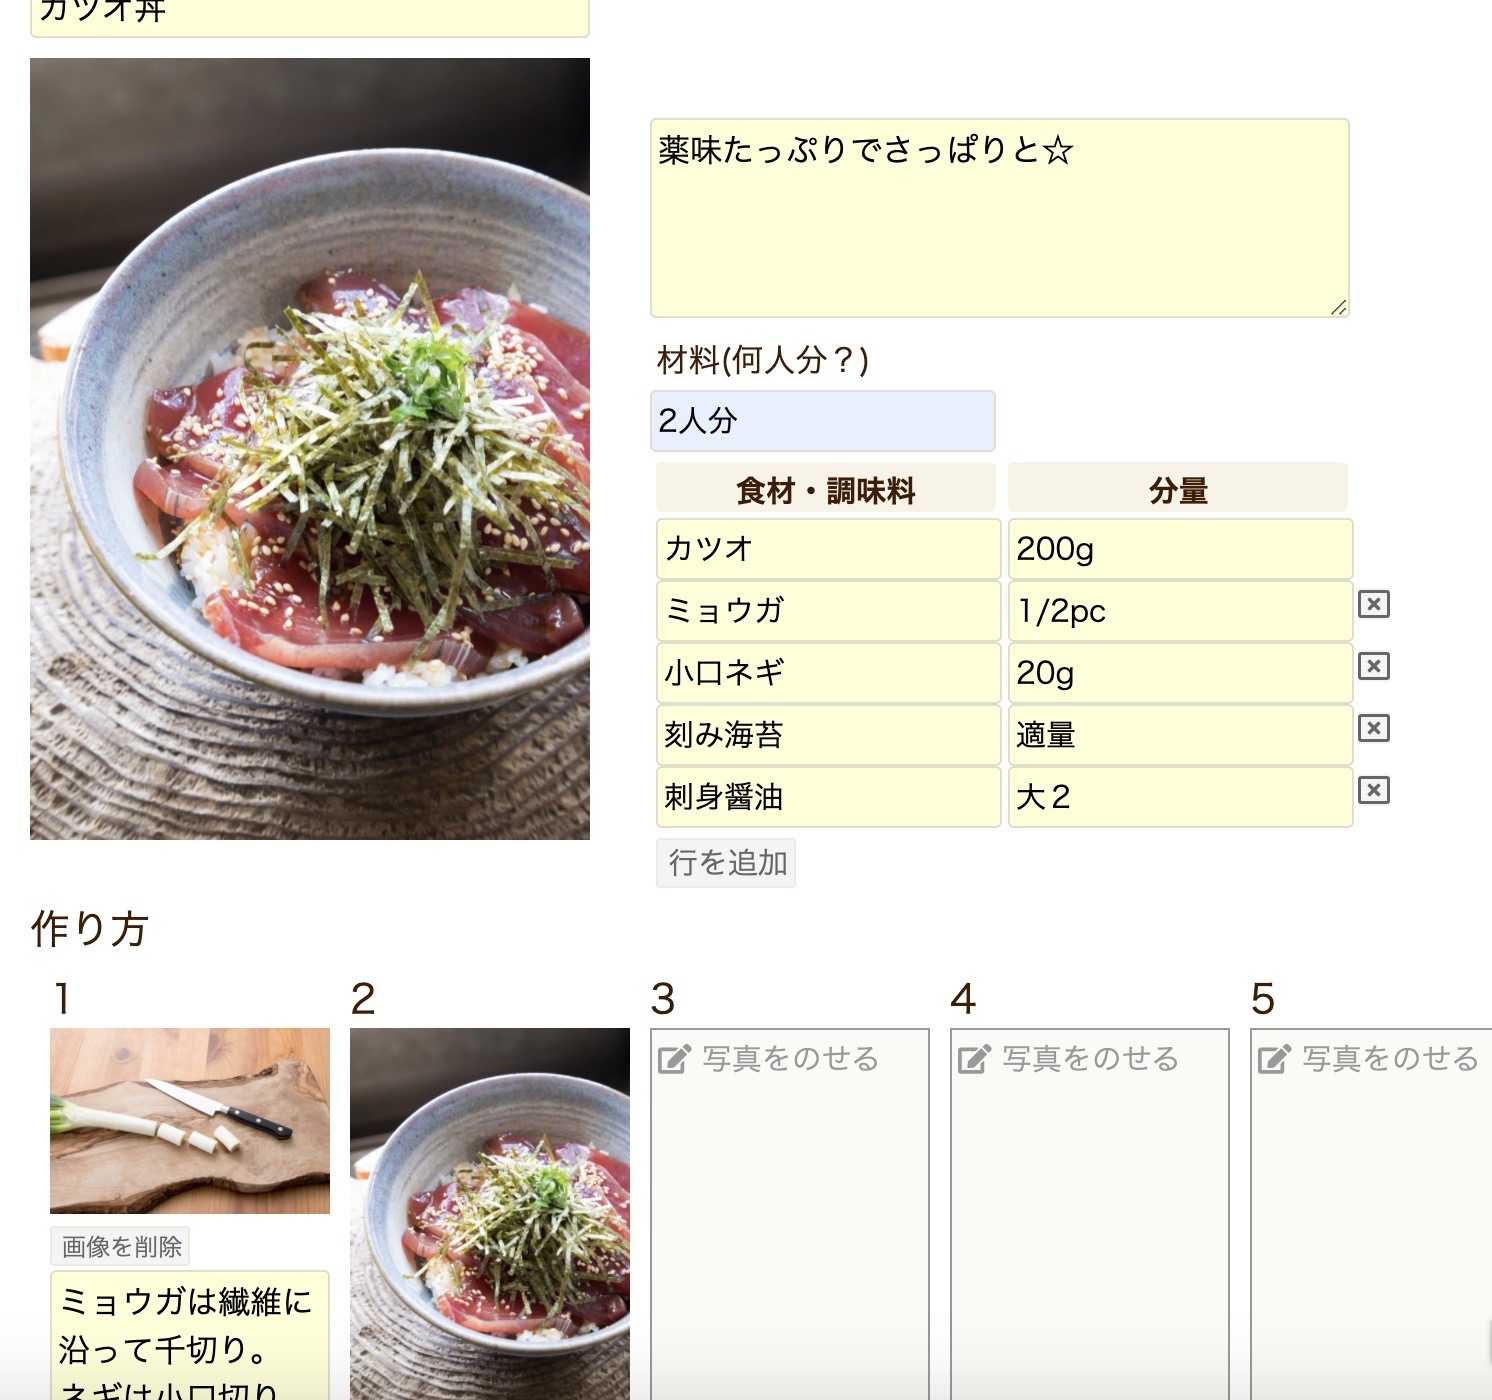 カツオ丼
薬味たっぷりでさっぱりと☆
材料(何人分？)
2人分
食材・調味料 分量
カツオ 200g
ミョウガ 1/2pc
小口ネギ 20g
刻み海苔 適量
刺身醤油 大２
行を追加
作り方
1 2 3 4 5
写真をのせる 写真をのせる 写真をのせる
画像を削除
ミョウガは繊維に
沿って千切り。
ネギは小口切り